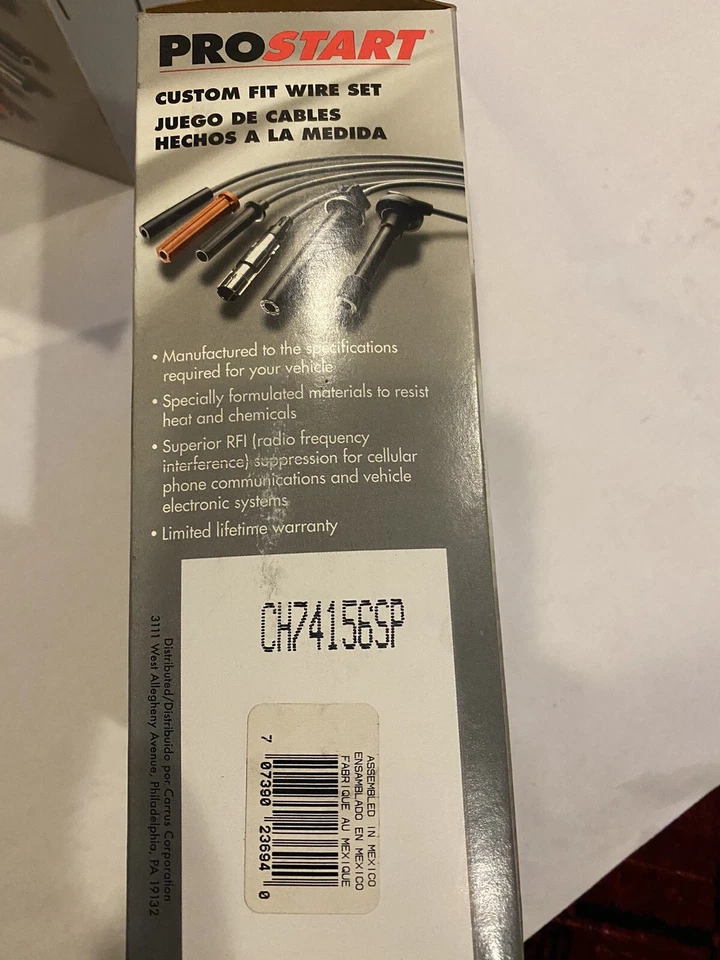 PROSTART®
CUSTOM FIT WIRE SET
JUEGO DE CABLES
HECHOS A LA MEDIDA
• Manufactured to the specifications
required for your vehicle
• Specially formulated materials to resist
heat and chemicals
• Superior RFI (radio frequency
interference) suppression for cellular
phone communications and vehicle
electronic systems
• Limited lifetime warranty
CH74156SP
Distributed/Distribuido por Carrus Corporation
3111 West Allegheny Avenue, Philadelphia, PA 19132
ASSEMBLED IN MEXICO
ENSAMBLADO EN MEXICO
FABRIQUE AU MEXIQUE
7 07390 23694 0